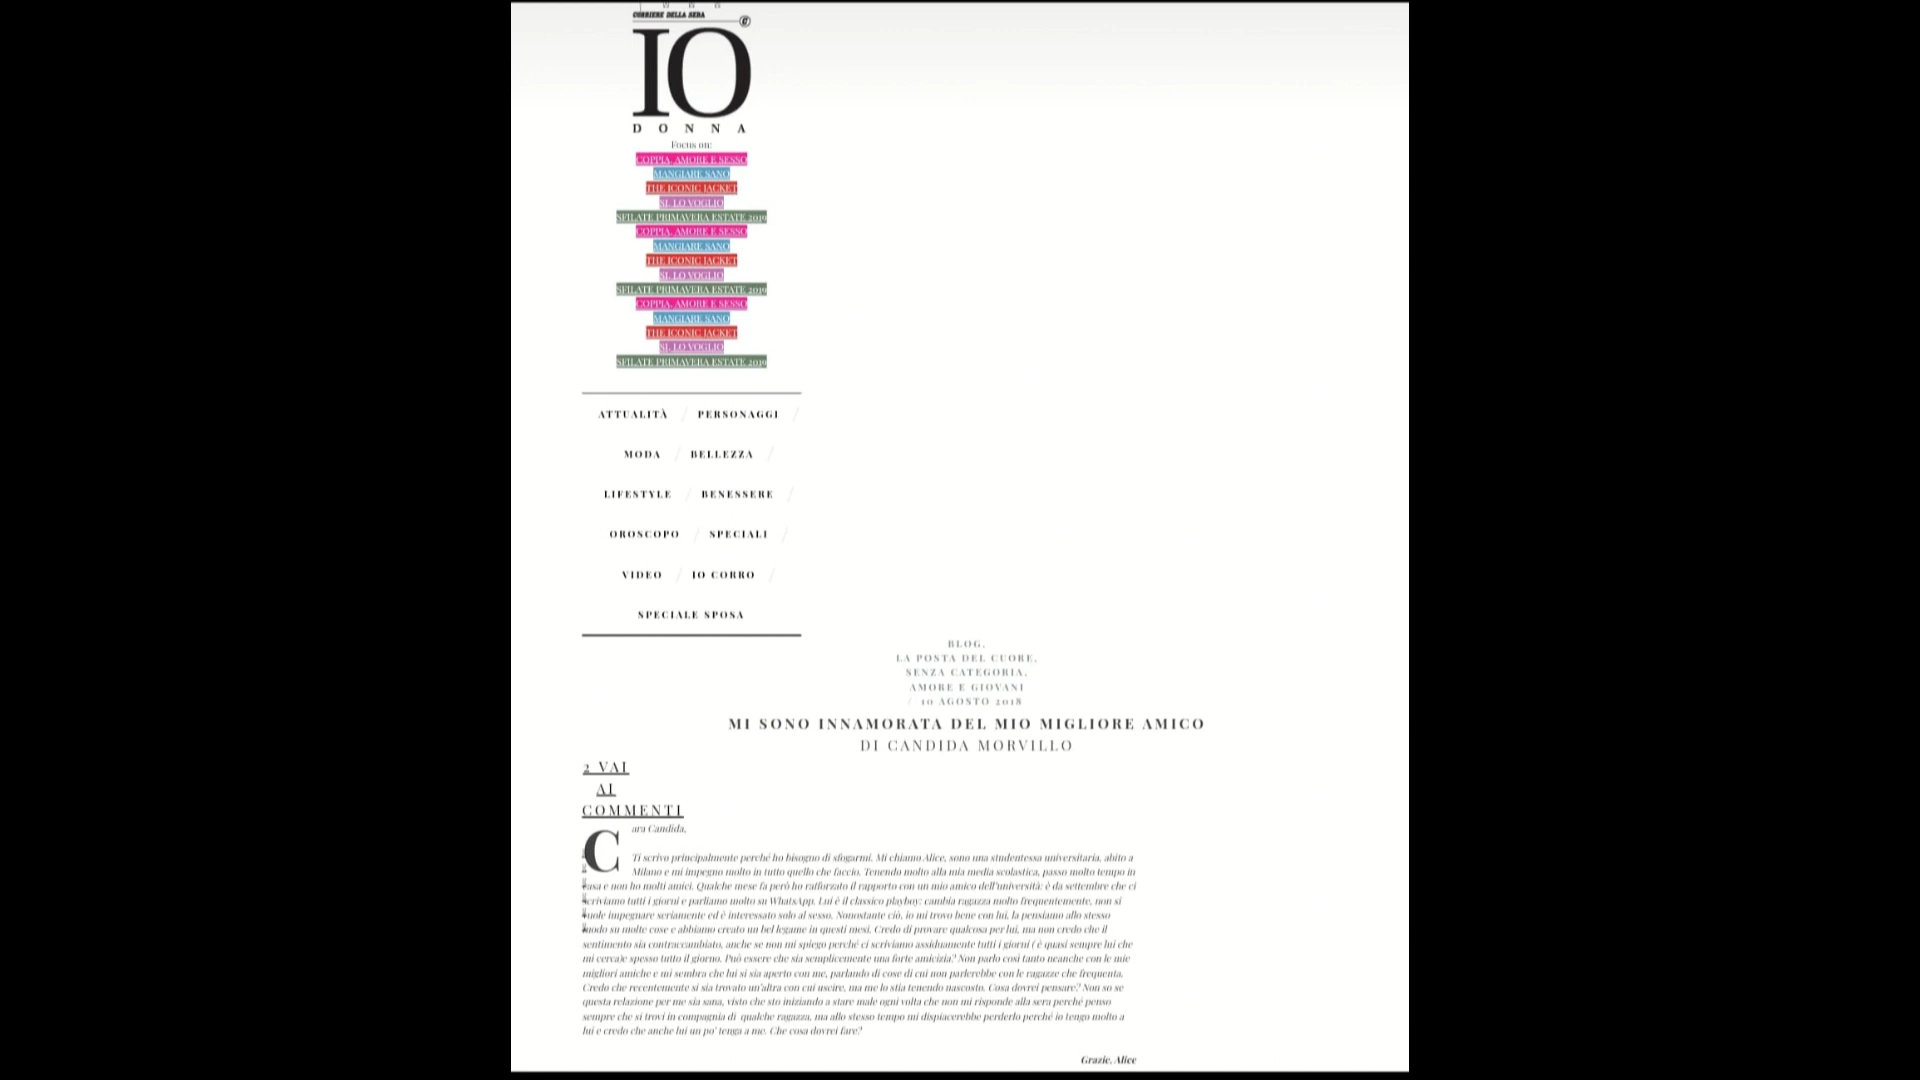 CORRIERE DELLA SERA
IO
DONNA
Focus on:
COPPIA, AMORE E SESSO
MANGIARE SANO
THE ICONIC JACKET
SÌ, LO VOGLIO
SFILATE PRIMAVERA ESTATE 2019
COPPIA, AMORE E SESSO
MANGIARE SANO
THE ICONIC JACKET
SÌ, LO VOGLIO
SFILATE PRIMAVERA ESTATE 2019
COPPIA, AMORE E SESSO
MANGIARE SANO
THE ICONIC JACKET
SÌ, LO VOGLIO
SFILATE PRIMAVERA ESTATE 2019
ATTUALITÀ / PERSONAGGI /
MODA / BELLEZZA /
LIFESTYLE / BENESSERE /
OROSCOPO / SPECIALI /
VIDEO / IO CORRO /
SPECIALE SPOSA
BLOG,
LA POSTA DEL CUORE,
SENZA CATEGORIA,
AMORE E GIOVANI
/ 10 AGOSTO 2018
MI SONO INNAMORATA DEL MIO MIGLIORE AMICO
DI CANDIDA MORVILLO
2 VAI
AI
COMMENTI
Cara Candida,
Ti scrivo principalmente perché ho bisogno di sfogarmi. Mi chiamo Alice, sono una studentessa universitaria, abito a
Milano e mi impegno molto in tutto quello che faccio. Tenendo molto alla mia media scolastica, passo molto tempo in
casa e non ho molti amici. Qualche mese fa però ho rafforzato il rapporto con un mio amico dell'università: è da settembre che ci
scriviamo tutti i giorni e parliamo molto su WhatsApp. Lui è il classico playboy: cambia ragazza molto frequentemente, non si
vuole impegnare seriamente ed è interessato solo al sesso. Nonostante ciò, io mi trovo bene con lui, la pensiamo allo stesso
modo su molte cose e abbiamo creato un bel legame in questi mesi. Credo di provare qualcosa per lui, ma non credo che il
sentimento sia contraccambiato, anche se non mi spiego perché ci scriviamo assiduamente tutti i giorni ( è quasi sempre lui che
mi cerca)e spesso tutto il giorno. Può essere che sia semplicemente una forte amicizia? Non parlo così tanto neanche con le mie
migliori amiche e mi sembra che lui si sia aperto con me, parlando di cose di cui non parlerebbe con le ragazze che frequenta.
Credo che recentemente si sia trovato un'altra con cui uscire, ma me lo stia tenendo nascosto. Cosa dovrei pensare? Non so se
questa relazione per me sia sana, visto che sto iniziando a stare male ogni volta che non mi risponde alla sera perché penso
sempre che si trovi in compagnia di qualche ragazza, ma allo stesso tempo mi dispiacerebbe perderlo perché io tengo molto a
lui e credo che anche lui un po' tenga a me. Che cosa dovrei fare?
Grazie, Alice